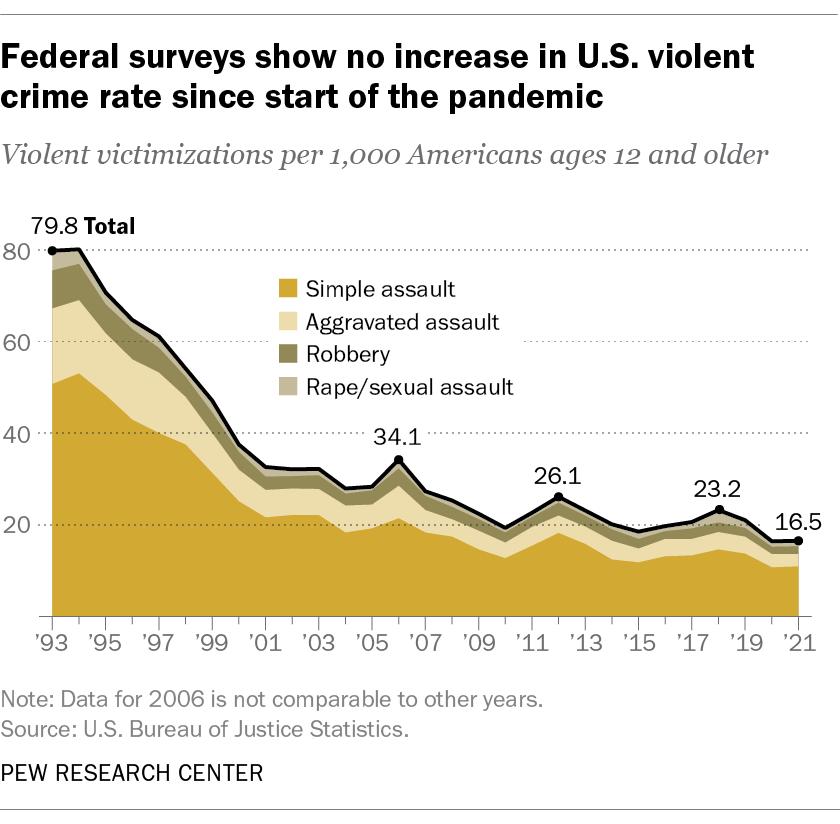 Federal surveys show no increase in U.S. violent
crime rate since start of the pandemic
Violent victimizations per 1,000 Americans ages 12 and older
79.8 Total
80
Simple assault
Aggravated assault
60
Robbery
Rape/sexual assault
40
34.1
26.1
23.2
20
16.5
’93 ’95 ’97 ’99 ’01 ’03 ’05 ’07 ’09 ’11 ’13 ’15 ’17 ’19 ’21
Note: Data for 2006 is not comparable to other years.
Source: U.S. Bureau of Justice Statistics.
PEW RESEARCH CENTER